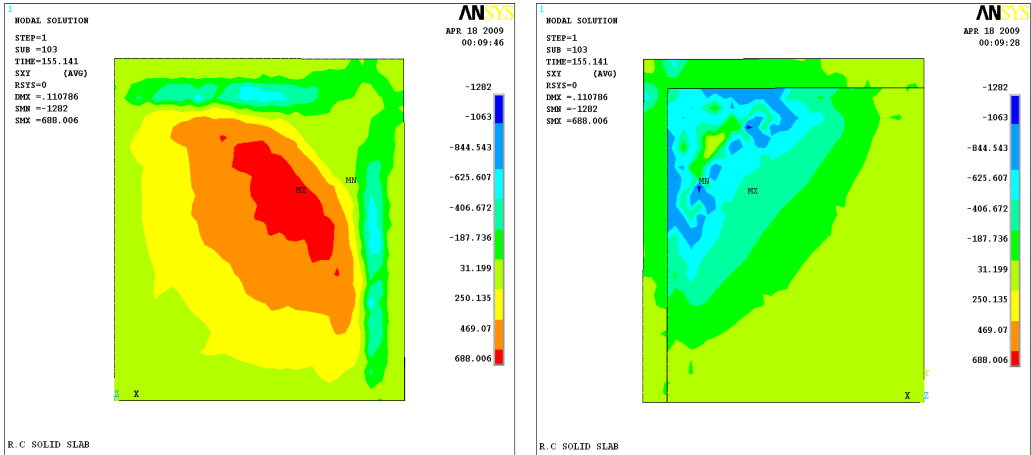 1
NODAL SOLUTION
STEP=1
SUB =103
TIME=155.141
SXY (AVG)
RSYS=0
DMX =.110786
SMN =-1282
SMX =688.006
ANSYS
APR 18 2009
00:09:46
-1282
-1063
-844.543
-625.607
-406.672
-187.736
31.199
250.135
469.07
688.006
MN
MX
Z X
R.C SOLID SLAB
1
NODAL SOLUTION
STEP=1
SUB =103
TIME=155.141
SXY (AVG)
RSYS=0
DMX =.110786
SMN =-1282
SMX =688.006
ANSYS
APR 18 2009
00:09:28
-1282
-1063
-844.543
-625.607
-406.672
-187.736
31.199
250.135
469.07
688.006
MN
MX
Y
X Z
R.C SOLID SLAB